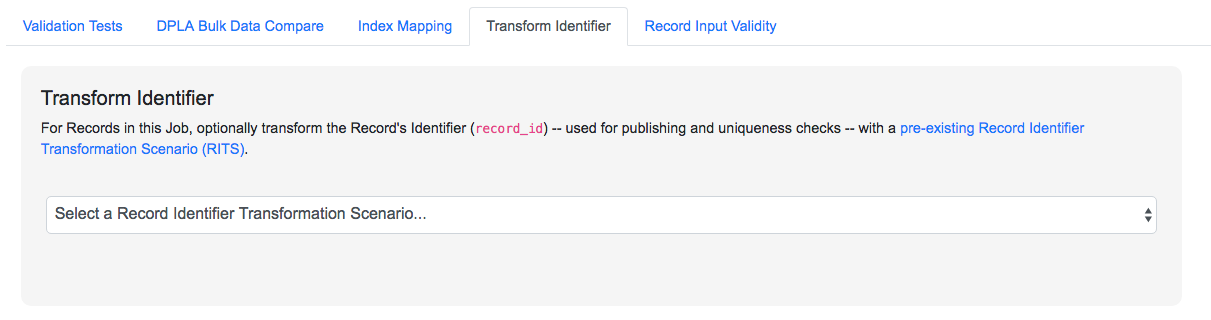 Validation Tests DPLA Bulk Data Compare Index Mapping Transform Identifier Record Input Validity
Transform Identifier
For Records in this Job, optionally transform the Record's Identifier (record_id) -- used for publishing and uniqueness checks -- with a pre-existing Record Identifier
Transformation Scenario (RITS).
Select a Record Identifier Transformation Scenario...